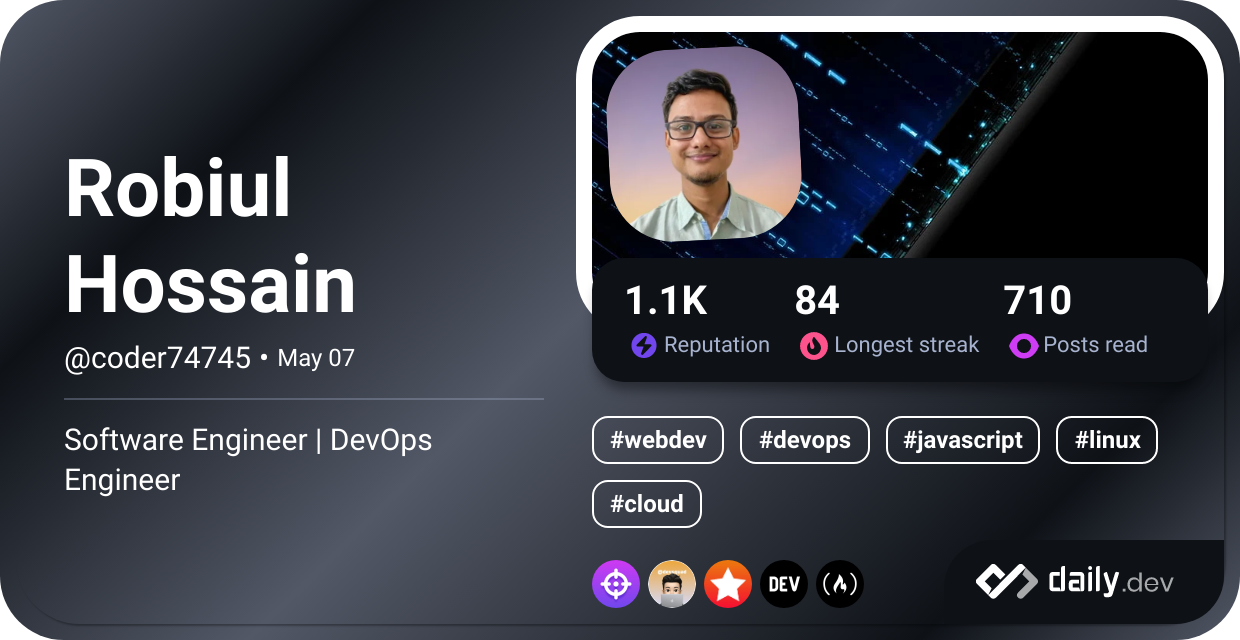 Robiul
Hossain
@coder74745 • May 07
Software Engineer | DevOps
Engineer
1.1K 84 710
Reputation Longest streak Posts read
#webdev #devops #javascript #linux
#cloud
DEV
daily.dev